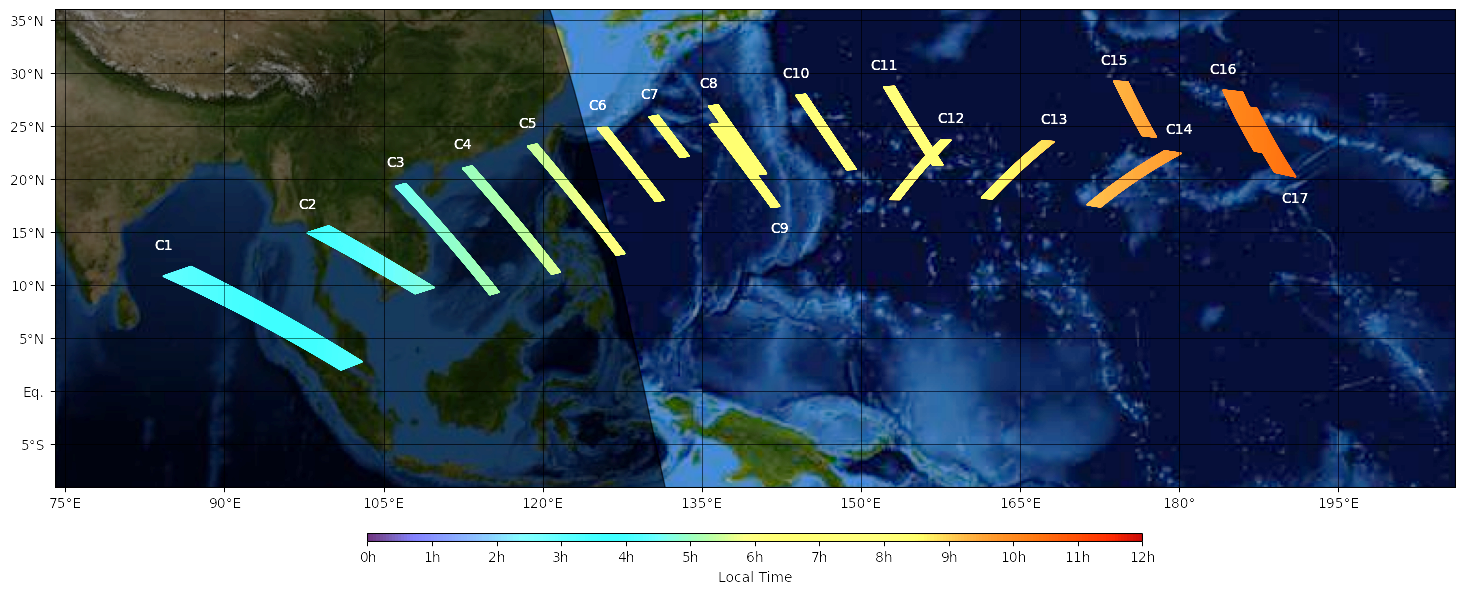 35°N
30°N
25°N
20°N
15°N
10°N
5°N
Eq.
5°S
C1
C2
C3
C4
C5
C6
C7
C8
C9
C10
C11
C12
C13
C14
C15
C16
C17
75°E 90°E 105°E 120°E 135°E 150°E 165°E 180° 195°E
0h 1h 2h 3h 4h 5h 6h 7h 8h 9h 10h 11h 12h
Local Time